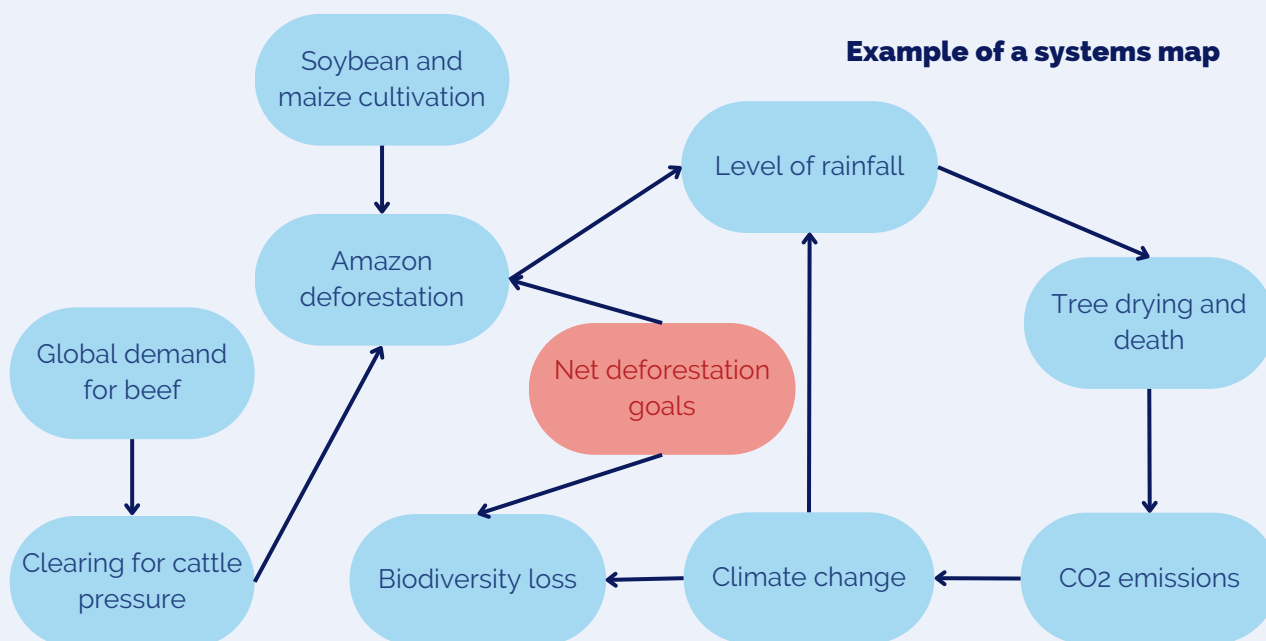 Example of a systems map
Soybean and
maize cultivation
Level of rainfall
Amazon
deforestation
Tree drying and
death
Global demand
for beef
Net deforestation
goals
Clearing for cattle
pressure
Biodiversity loss
Climate change
CO2 emissions